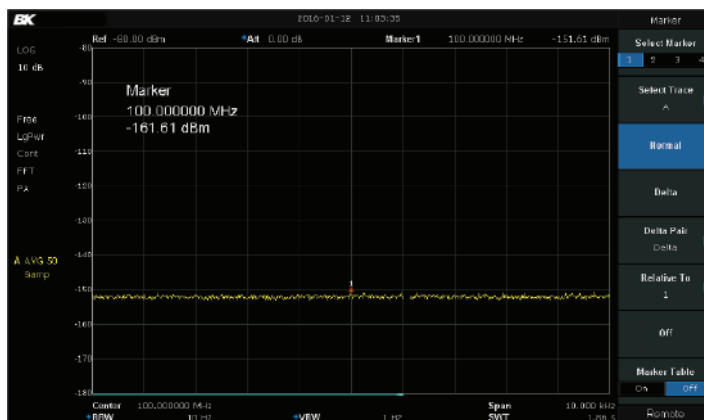 BK
2016-01-12 11:03:35
Ref -80.00 dBm *Att 0.00 dB Marker1 100.000000 MHz -151.61 dBm
LOG
10 dB
Free
LgPwr
Cont
FFT
PA
A AVG 50
Samp
-80
-90
-100
-110
-120
-130
-140
-150
-160
-170
-180
Marker
100.000000 MHz
-161.61 dBm
1
Center 100.000000 MHz Span 10.000 kHz
*RBW 10 Hz *VBW 1 Hz SWT
Marker
Select Marker
1 2 3 4
Select Trace
A
Normal
Delta
Delta Pair
Delta
Relative To
1
Off
Marker Table
On Off
Remote